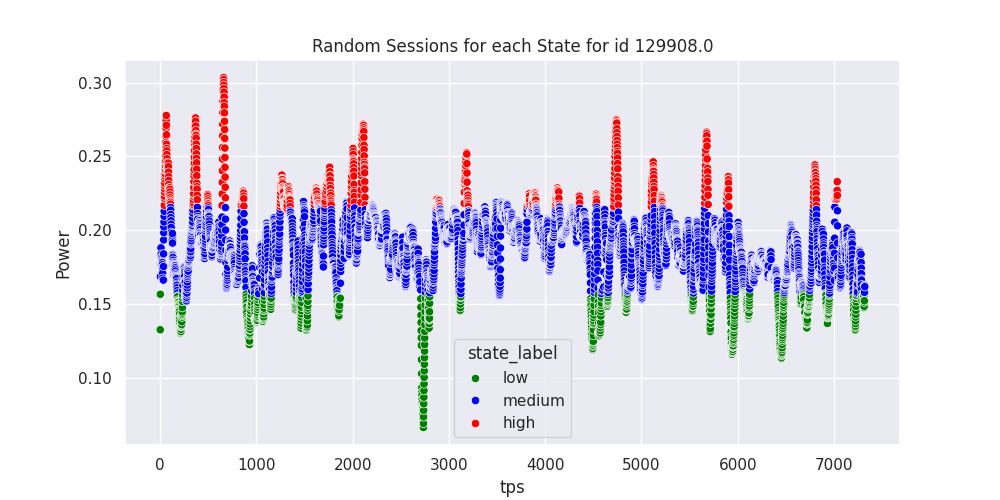 Random Sessions for each State for id 129908.0
Power
0.30
0.25
0.20
0.15
0.10
state_label
low
medium
high
0 1000 2000 3000 4000 5000 6000 7000
tps